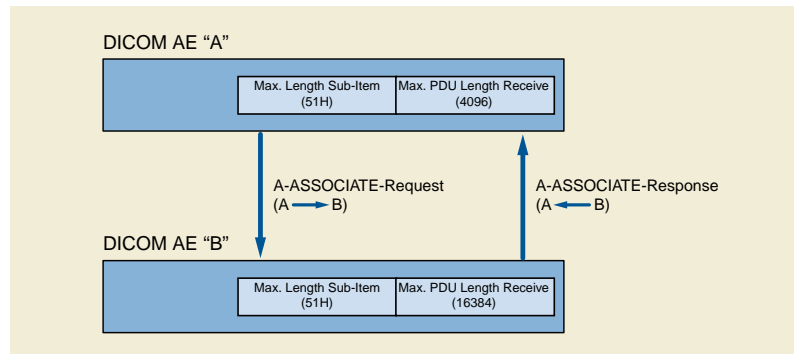 DICOM AE “A”
Max. Length Sub-Item
(51H)
Max. PDU Length Receive
(4096)
A-ASSOCIATE-Request
(A B)
A-ASSOCIATE-Response
(A B)
DICOM AE “B”
Max. Length Sub-Item
(51H)
Max. PDU Length Receive
(16384)